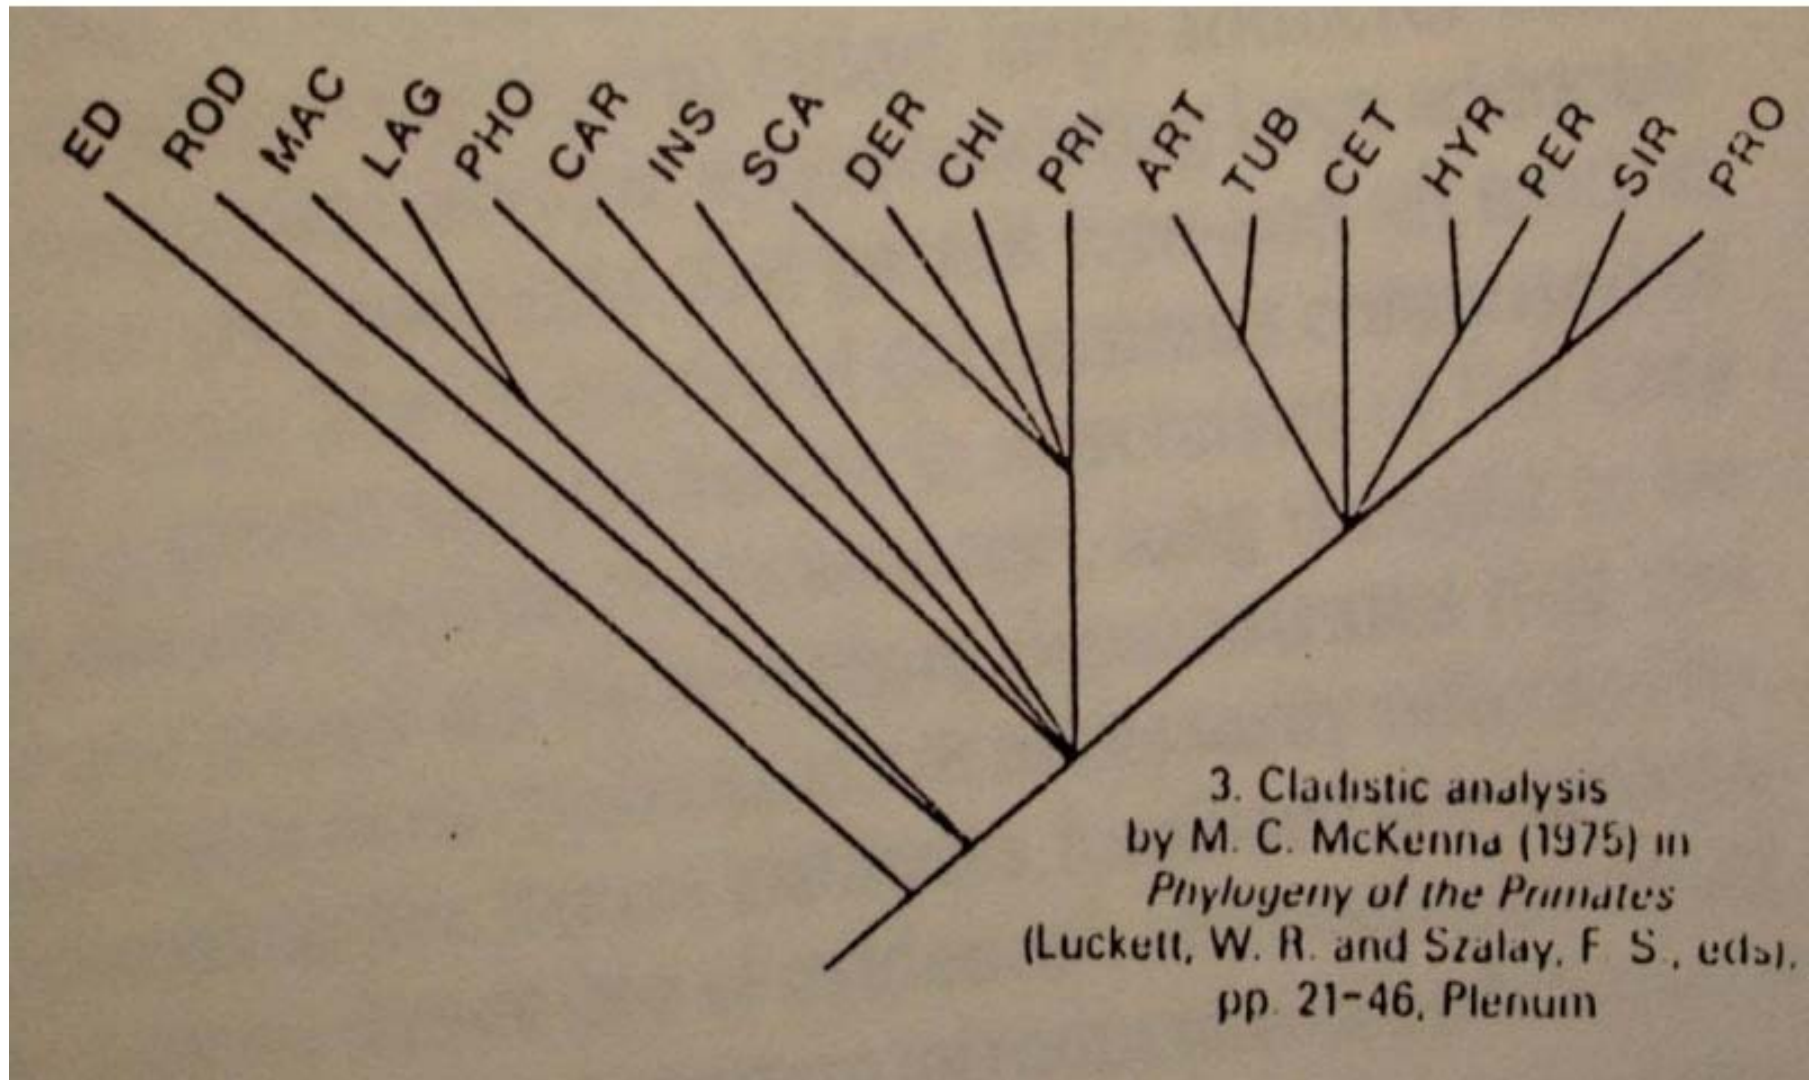 ED
ROD
MAC
LAG
PHO
CAR
INS
SCA
DER
CHI
PRI
ART
TUB
CET
HYR
PER
SIR
PRO
3. Cladistic analysis
by M. C. McKenna (1975) in
Phylogeny of the Primates
(Luckett, W. R. and Szalay, F. S., eds),
pp. 21-46, Plenum